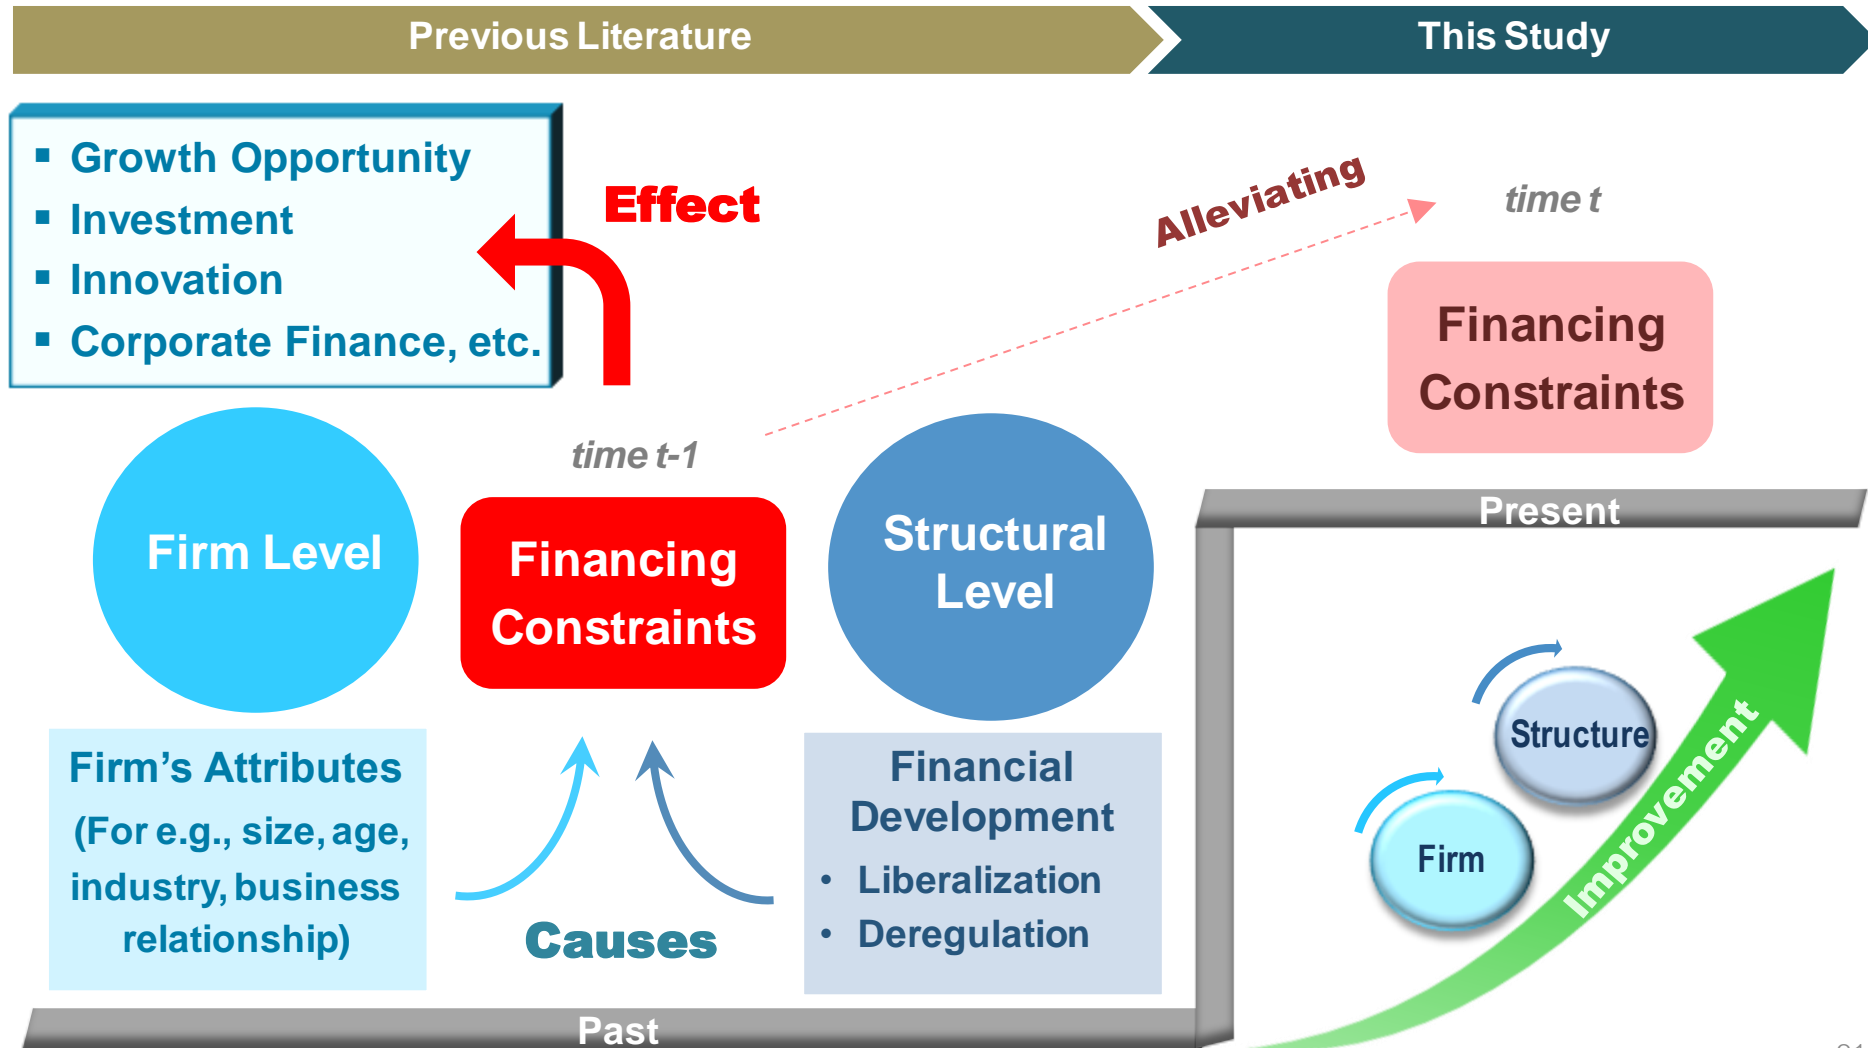 Previous Literature
This Study
▪ Growth Opportunity
▪ Investment
▪ Innovation
▪ Corporate Finance, etc.
Effect
Alleviating
time t
Financing
Constraints
time t-1
Firm Level
Financing
Constraints
Structural
Level
Present
Firm's Attributes
(For e.g., size, age,
industry, business
relationship)
Causes
Financial
Development
• Liberalization
• Deregulation
Structure
Firm
Improvement
Past